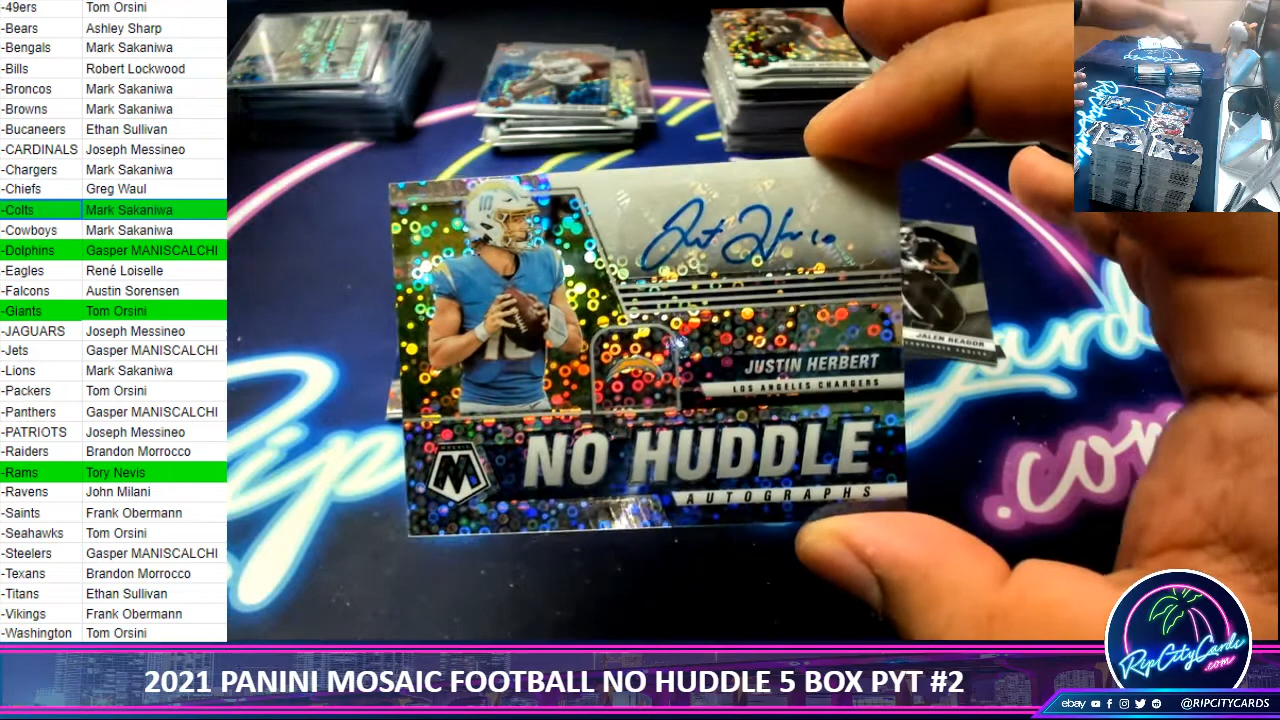 -49ers Tom Orsini
-Bears Ashley Sharp
-Bengals Mark Sakaniwa
-Bills Robert Lockwood
-Broncos Mark Sakaniwa
-Browns Mark Sakaniwa
-Bucaneers Ethan Sullivan
-CARDINALS Joseph Messineo
-Chargers Mark Sakaniwa
-Chiefs Greg Waul
-Colts Mark Sakaniwa
-Cowboys Mark Sakaniwa
-Dolphins Gasper MANISCALCHI
-Eagles René Loiselle
-Falcons Austin Sorensen
-Giants Tom Orsini
-JAGUARS Joseph Messineo
-Jets Gasper MANISCALCHI
-Lions Mark Sakaniwa
-Packers Tom Orsini
-Panthers Gasper MANISCALCHI
-PATRIOTS Joseph Messineo
-Raiders Brandon Morrocco
-Rams Tory Nevis
-Ravens John Milani
-Saints Frank Obermann
-Seahawks Tom Orsini
-Steelers Gasper MANISCALCHI
-Texans Brandon Morrocco
-Titans Ethan Sullivan
-Vikings Frank Obermann
-Washington Tom Orsini
10
JUSTIN HERBERT
LOS ANGELES CHARGERS
MOSAIC
M
NO HUDDLE
AUTOGRAPHS
JALEN REAGOR
Rip
.com
RipCityCards
.com
2021 PANINI MOSAIC FOOTBALL NO HUDDLE 5 BOX PYT #2
ebay @RIPCITYCARDS